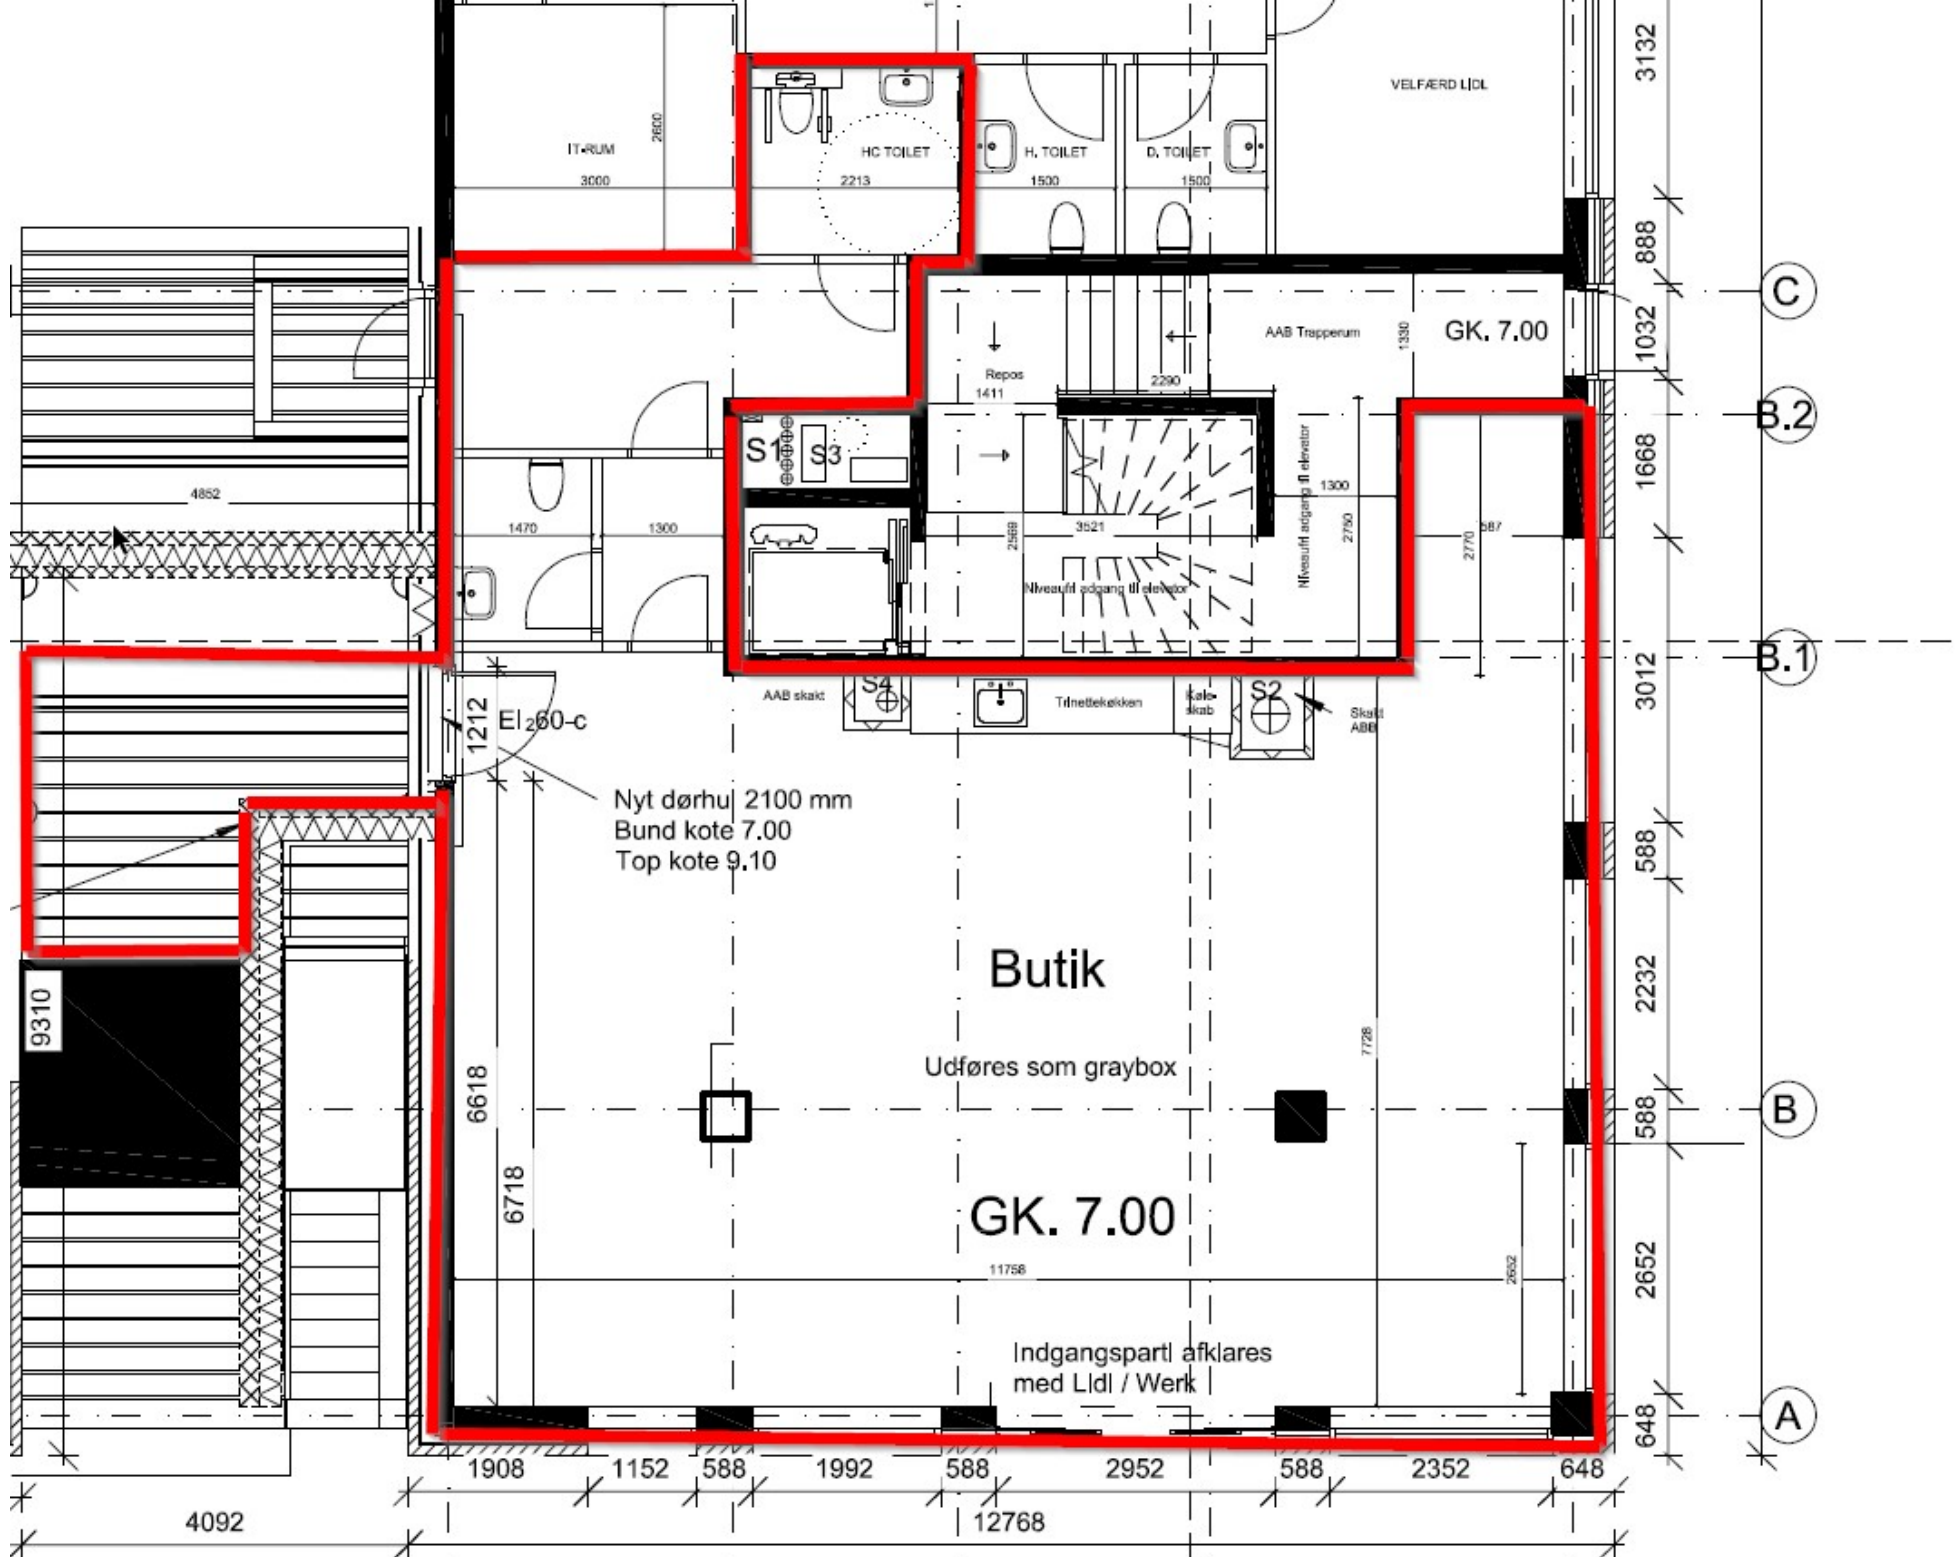 3132
VELFÆRD LIDL
2600
IT-RUM
HC TOILET
H. TOILET
D. TOILET
3000
2213
1500
1500
888
C
AAB Trapperum
GK. 7.00
1330
1032
Repos
1411
2290
B.2
S1
S3
1668
4852
1470
1300
2569
3521
1300
2750
Niveaufri adgang til elevator
2770
587
Niveaufri adgang til elevator
B.1
AAB skakt
S4
Trinettekøkken
Køle-
skab
S2
Skakt
ABB
3012
1212
EI₂60-c
Nyt dørhul 2100 mm
Bund kote 7.00
Top kote 9.10
588
Butik
2232
9310
7728
Udføres som graybox
6618
588
B
6718
GK. 7.00
11758
2652
2652
Indgangsparti afklares
med Lidl / Werk
648
A
1908
1152
588
1992
588
2952
588
2352
648
4092
12768